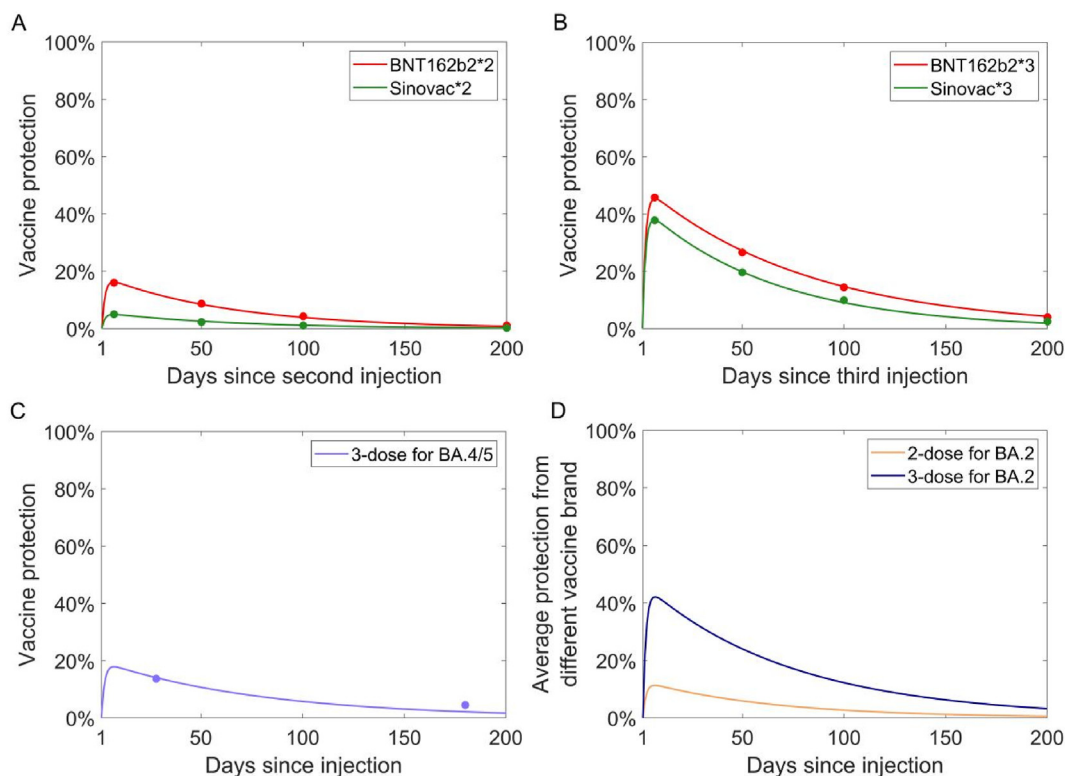 A
100%
80%
60%
40%
20%
0%
Vaccine protection
BNT162b2*2
Sinovac*2
1 50 100 150 200
Days since second injection
B
100%
80%
60%
40%
20%
0%
Vaccine protection
BNT162b2*3
Sinovac*3
1 50 100 150 200
Days since third injection
C
100%
80%
60%
40%
20%
0%
Vaccine protection
3-dose for BA.4/5
1 50 100 150 200
Days since injection
D
100%
80%
60%
40%
20%
0%
Average protection from
different vaccine brand
2-dose for BA.2
3-dose for BA.2
1 50 100 150 200
Days since injection